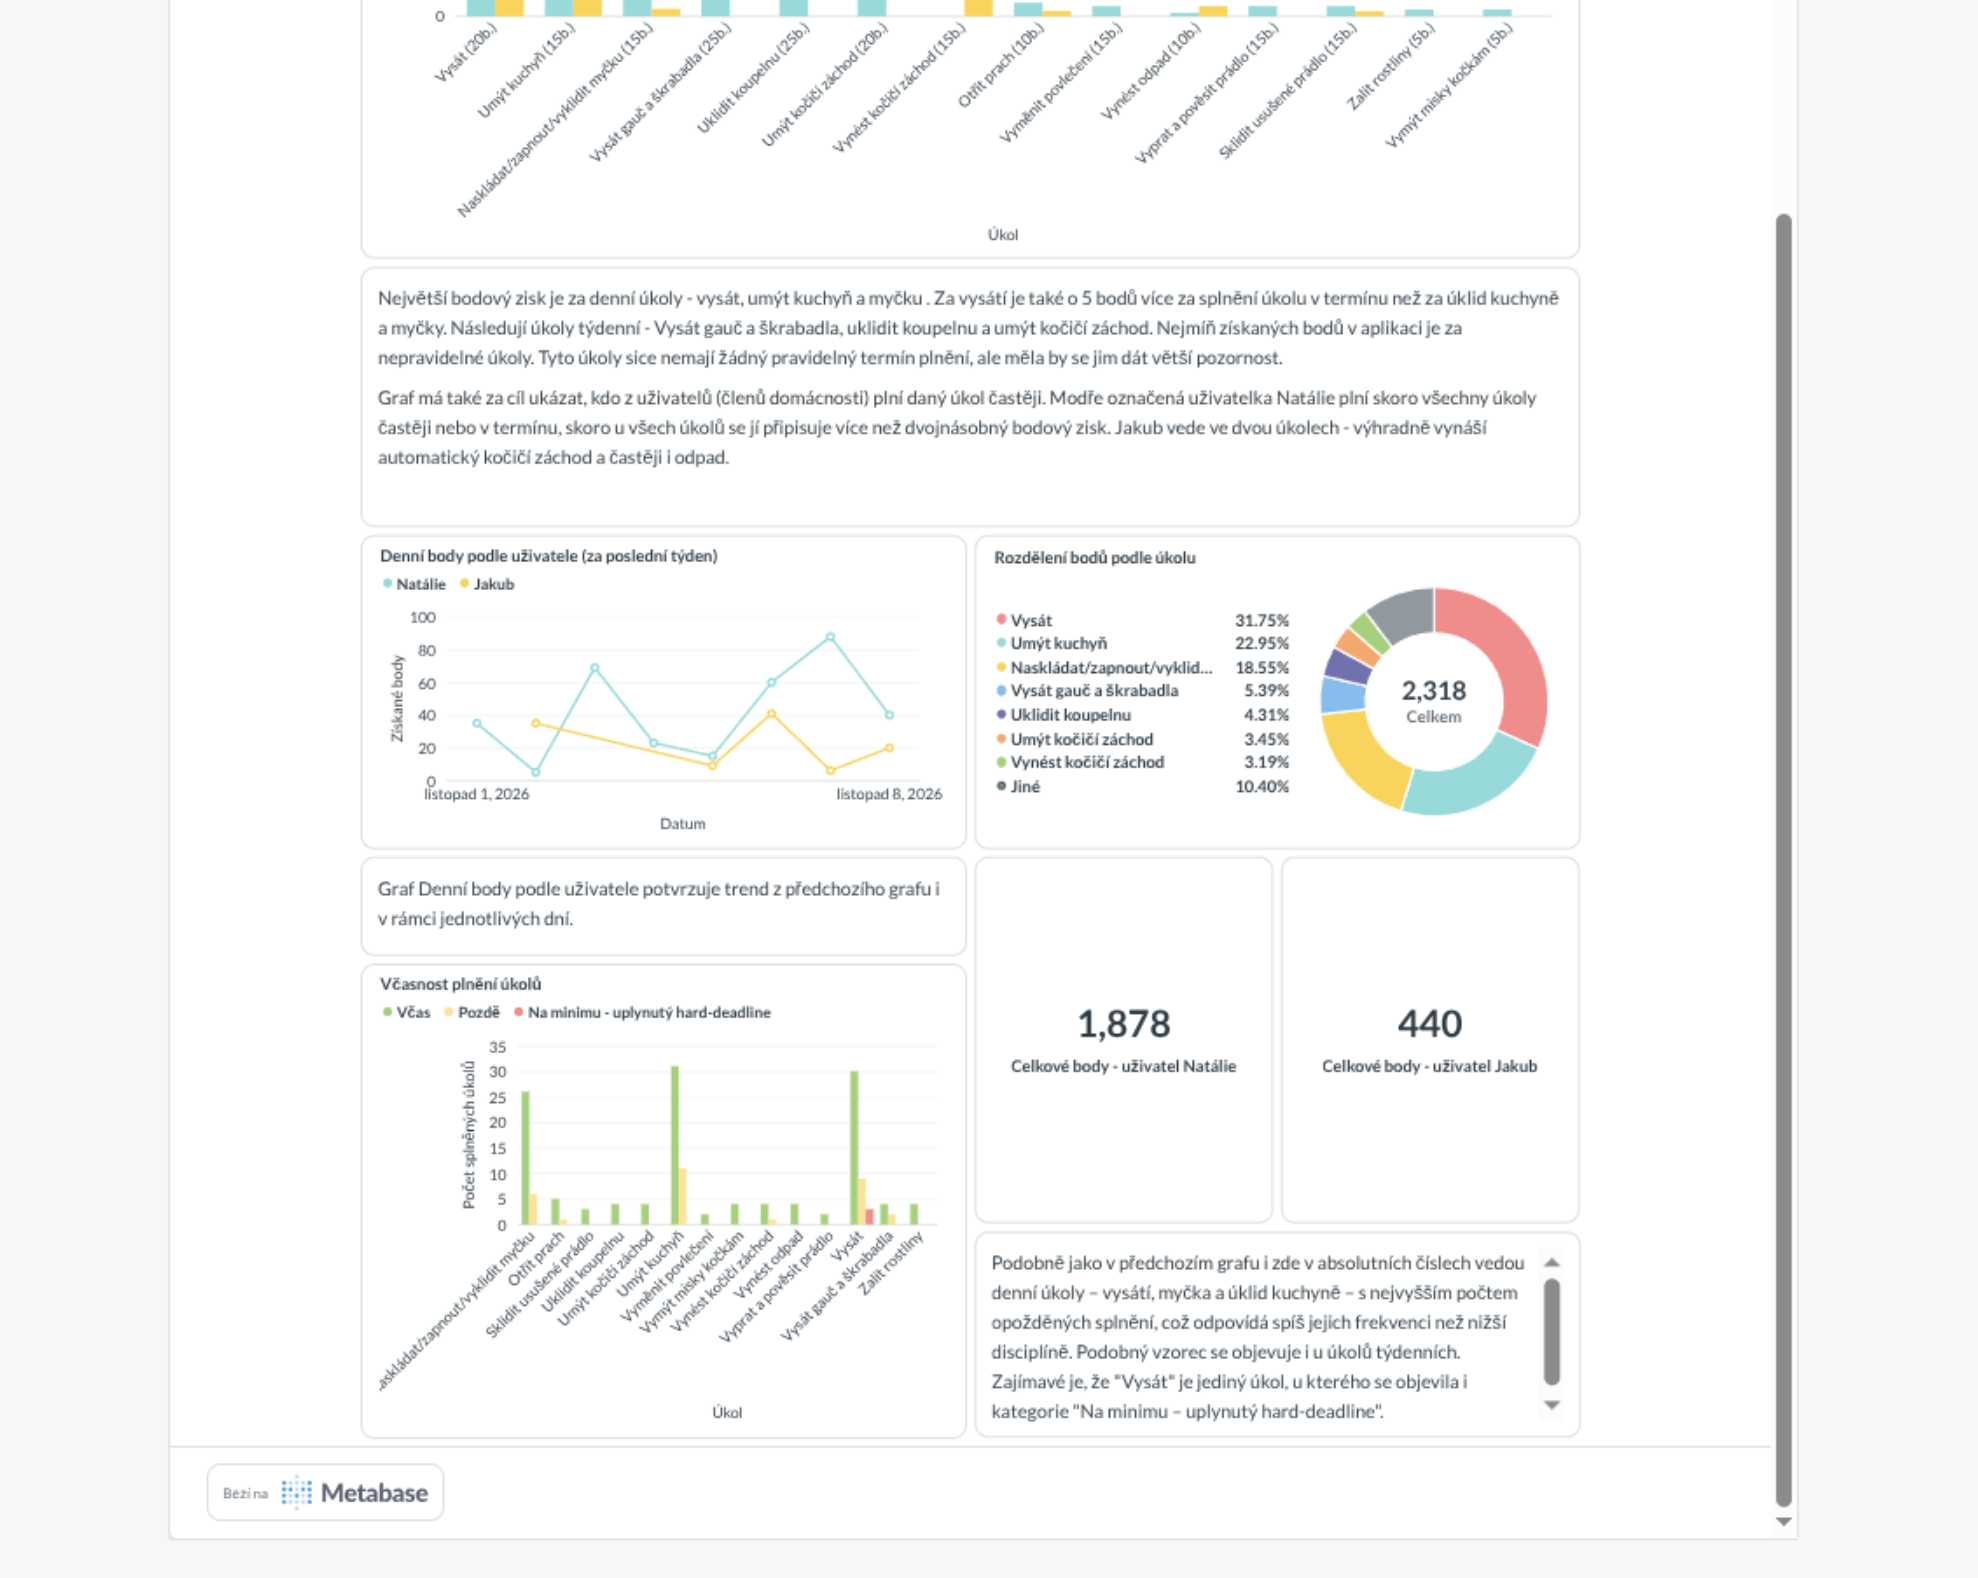 0
Vysát (20b.)
Umýt kuchyň (15b.)
Naskládat/zapnout/vyklidit myčku (15b.)
Vysát gauč a škrabadla (25b.)
Uklidit koupelnu (25b.)
Umýt kočičí záchod (20b.)
Vynést kočičí záchod (15b.)
Otřít prach (10b.)
Vyměnit povlečení (15b.)
Vynést odpad (10b.)
Vyprat a pověsit prádlo (15b.)
Sklidit usušené prádlo (15b.)
Zalít rostliny (5b.)
Vymýt misky kočkám (5b.)
Úkol
Největší bodový zisk je za denní úkoly - vysát, umýt kuchyň a myčku . Za vysátí je také o 5 bodů více za splnění úkolu v termínu než za úklid kuchyně
a myčky. Následují úkoly týdenní - Vysát gauč a škrabadla, uklidit koupelnu a umýt kočičí záchod. Nejmíň získaných bodů v aplikaci je za
nepravidelné úkoly. Tyto úkoly sice nemají žádný pravidelný termín plnění, ale měla by se jim dát větší pozornost.
Graf má také za cíl ukázat, kdo z uživatelů (členů domácnosti) plní daný úkol častěji. Modře označená uživatelka Natálie plní skoro všechny úkoly
častěji nebo v termínu, skoro u všech úkolů se jí připisuje více než dvojnásobný bodový zisk. Jakub vede ve dvou úkolech - výhradně vynáší
automatický kočičí záchod a častěji i odpad.
Denní body podle uživatele (za poslední týden)
Natálie Jakub
100
80
60
40
20
0
Získané body
listopad 1, 2026 listopad 8, 2026
Datum
Rozdělení bodů podle úkolu
Vysát 31.75%
Umýt kuchyň 22.95%
Naskládat/zapnout/vyklid... 18.55%
Vysát gauč a škrabadla 5.39%
Uklidit koupelnu 4.31%
Umýt kočičí záchod 3.45%
Vynést kočičí záchod 3.19%
Jiné 10.40%
2,318
Celkem
Graf Denní body podle uživatele potvrzuje trend z předchozího grafu i
v rámci jednotlivých dní.
Včasnost plnění úkolů
Včas Pozdě Na minimu - uplynutý hard-deadline
35
30
25
20
15
10
5
0
Počet splněných úkolů
askládat/zapnout/vyklidit myčku
Otřít prach
Sklidit usušené prádlo
Uklidit koupelnu
Umýt kočičí záchod
Umýt kuchyň
Vyměnit povlečení
Vymýt misky kočkám
Vynést kočičí záchod
Vynést odpad
Vyprat a pověsit prádlo
Vysát
Vysát gauč a škrabadla
Zalít rostliny
Úkol
1,878
Celkové body - uživatel Natálie
440
Celkové body - uživatel Jakub
Podobně jako v předchozím grafu i zde v absolutních číslech vedou
denní úkoly – vysátí, myčka a úklid kuchyně – s nejvyšším počtem
opožděných splnění, což odpovídá spíš jejich frekvenci než nižší
disciplíně. Podobný vzorec se objevuje i u úkolů týdenních.
Zajímavé je, že "Vysát" je jediný úkol, u kterého se objevila i
kategorie "Na minimu – uplynutý hard-deadline".
Běží na Metabase